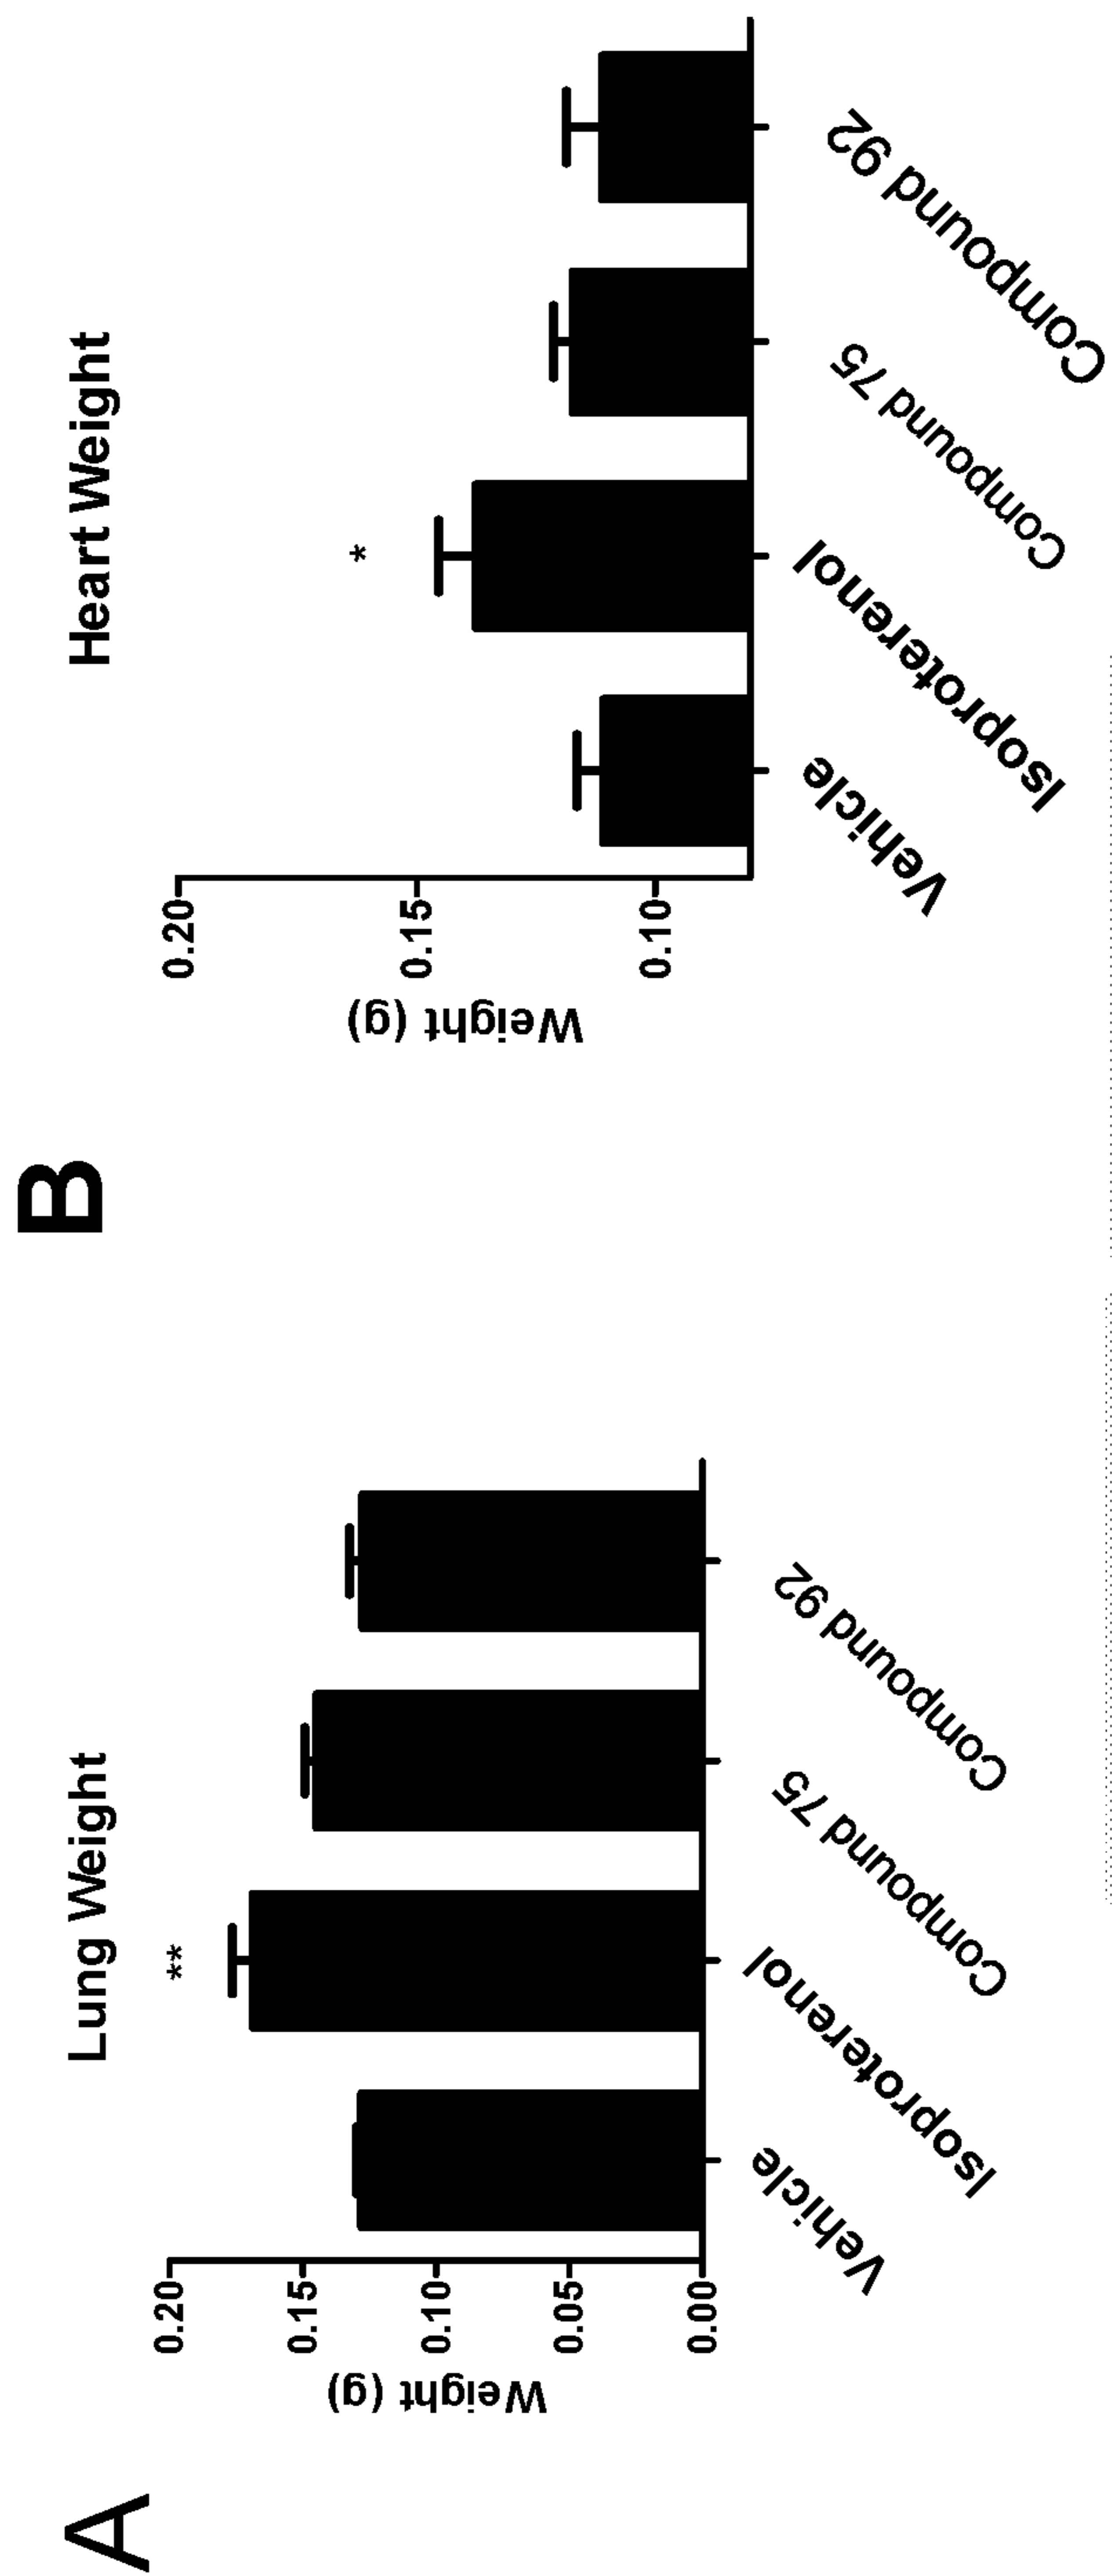 A
Lung Weight
Weight (g)
0.20
0.15
0.10
0.05
0.00
**
Vehicle
Isoproterenol
Compound 75
Compound 92
B
Heart Weight
Weight (g)
0.20
0.15
0.10
*
Vehicle
Isoproterenol
Compound 75
Compound 92